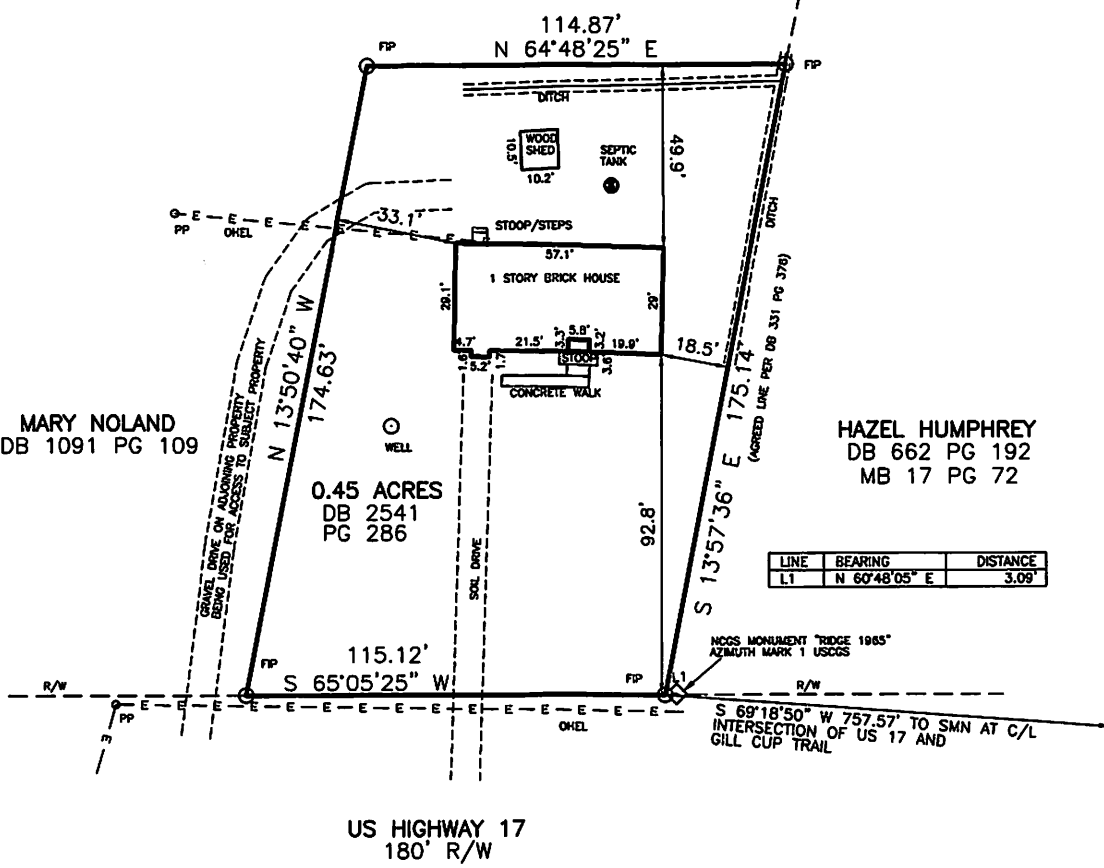 114.87'
N 64°48'25" E
FIP
FIP
DITCH
WOOD
SHED
10.5'
10.2'
SEPTIC
TANK
49.9'
DITCH
PP
E E E E E E E
OHEL
33.1'
STOOP/STEPS
57.1'
1 STORY BRICK HOUSE
29.1'
29'
4.7'
1.6'
5.2'
1.7'
21.5'
3.3'
5.8'
3.2'
19.9'
STOOP
3.6'
18.5'
CONCRETE WALK
N 13°50'40" W
174.63'
S 13°57'36" E 175.14'
(AGREED LINE PER DB 331 PG 376)
GRAVEL DRIVE ON ADJOINING PROPERTY
BEING USED FOR ACCESS TO SUBJECT PROPERTY
MARY NOLAND
DB 1091 PG 109
WELL
HAZEL HUMPHREY
DB 662 PG 192
MB 17 PG 72
0.45 ACRES
DB 2541
PG 286
SOIL DRIVE
92.8'
LINE BEARING DISTANCE
L1 N 60°48'05" E 3.09'
NCGS MONUMENT "RIDGE 1965"
AZIMUTH MARK 1 USCGS
L1
FIP
115.12'
S 65°05'25" W
FIP
R/W
R/W
PP
E E E E E E E E E E E E E
E
OHEL
S 69°18'50" W 757.57' TO SMN AT C/L
INTERSECTION OF US 17 AND
GILL CUP TRAIL
US HIGHWAY 17
180' R/W